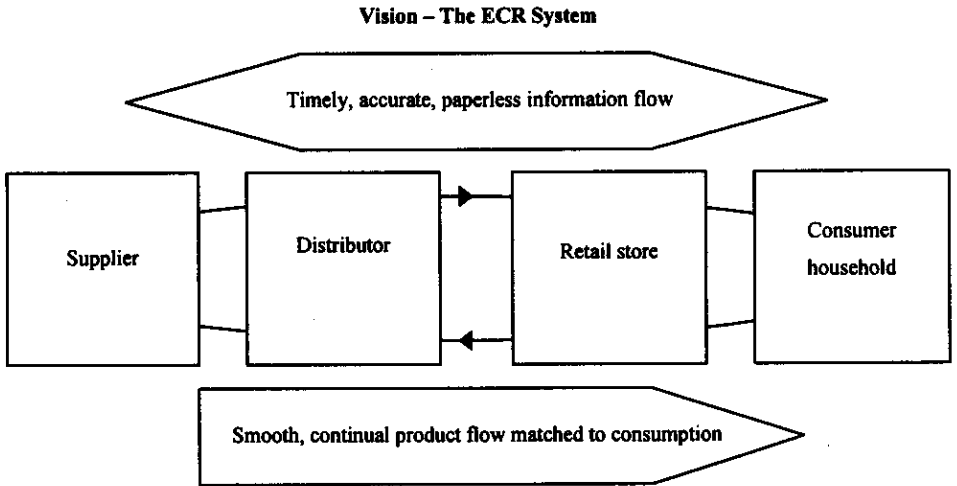 Vision – The ECR System
Timely, accurate, paperless information flow
Supplier
Distributor
Retail store
Consumer
household
Smooth, continual product flow matched to consumption